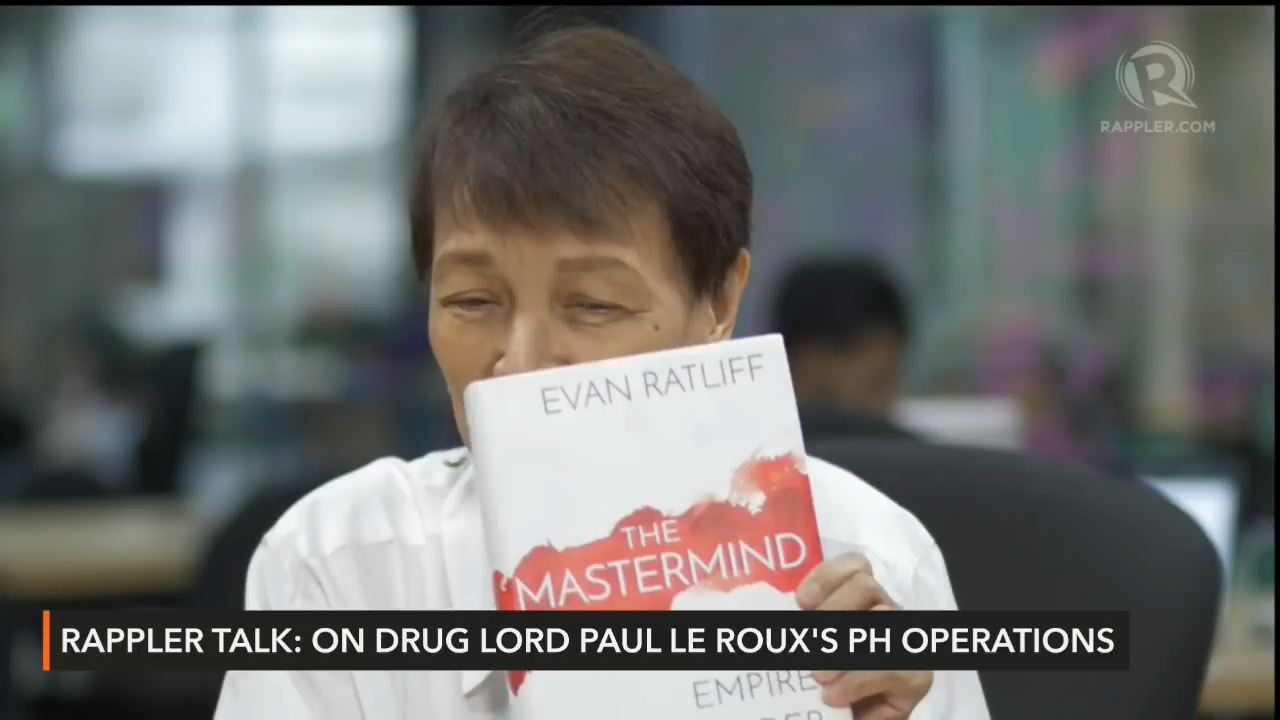 RAPPLER.COM
EVAN RATLIFF
THE
MASTERMIND
RAPPLER TALK: ON DRUG LORD PAUL LE ROUX'S PH OPERATIONS
EMPIRE